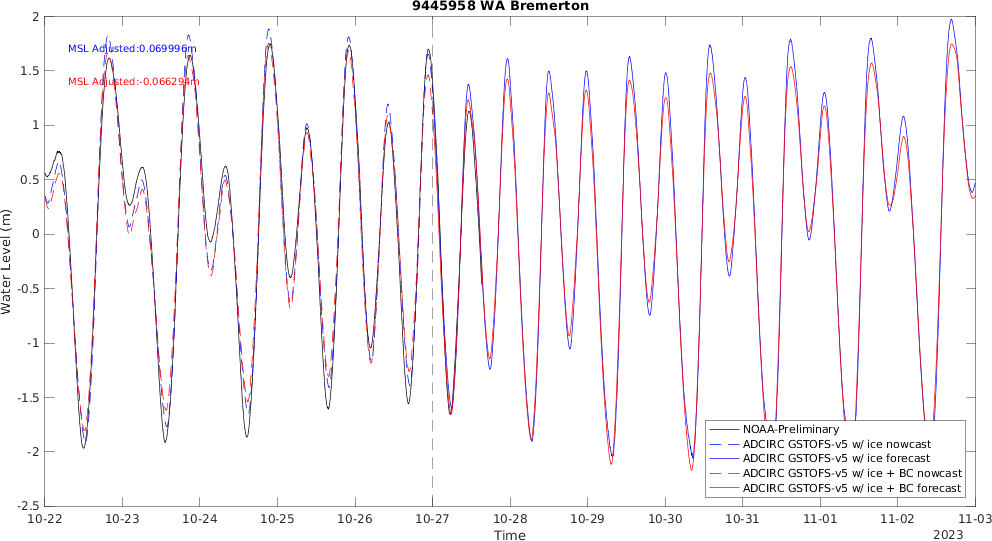 9445958 WA Bremerton
MSL Adjusted:0.069996m
MSL Adjusted:-0.066294m
Water Level (m)
2
1.5
1
0.5
0
-0.5
-1
-1.5
-2
-2.5
NOAA-Preliminary
ADCIRC GSTOFS-v5 w/ ice nowcast
ADCIRC GSTOFS-v5 w/ ice forecast
ADCIRC GSTOFS-v5 w/ ice + BC nowcast
ADCIRC GSTOFS-v5 w/ ice + BC forecast
10-22 10-23 10-24 10-25 10-26 10-27 10-28 10-29 10-30 10-31 11-01 11-02 11-03
Time
2023